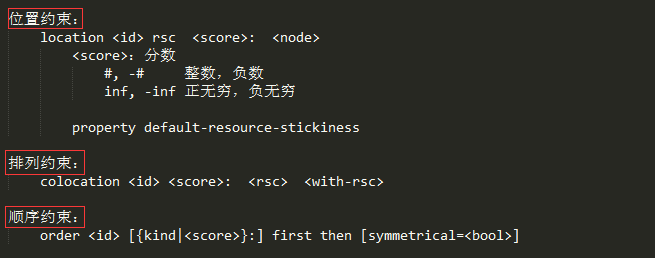 位置约束：
location <id> rsc  <score>:  <node>
<score>：分数
#, -#     整数，负数
inf, -inf 正无穷，负无穷
property default-resource-stickiness
排列约束：
colocation <id> <score>:  <rsc>  <with-rsc>
顺序约束：
order <id> [{kind|<score>}:] first then [symmetrical=<bool>]